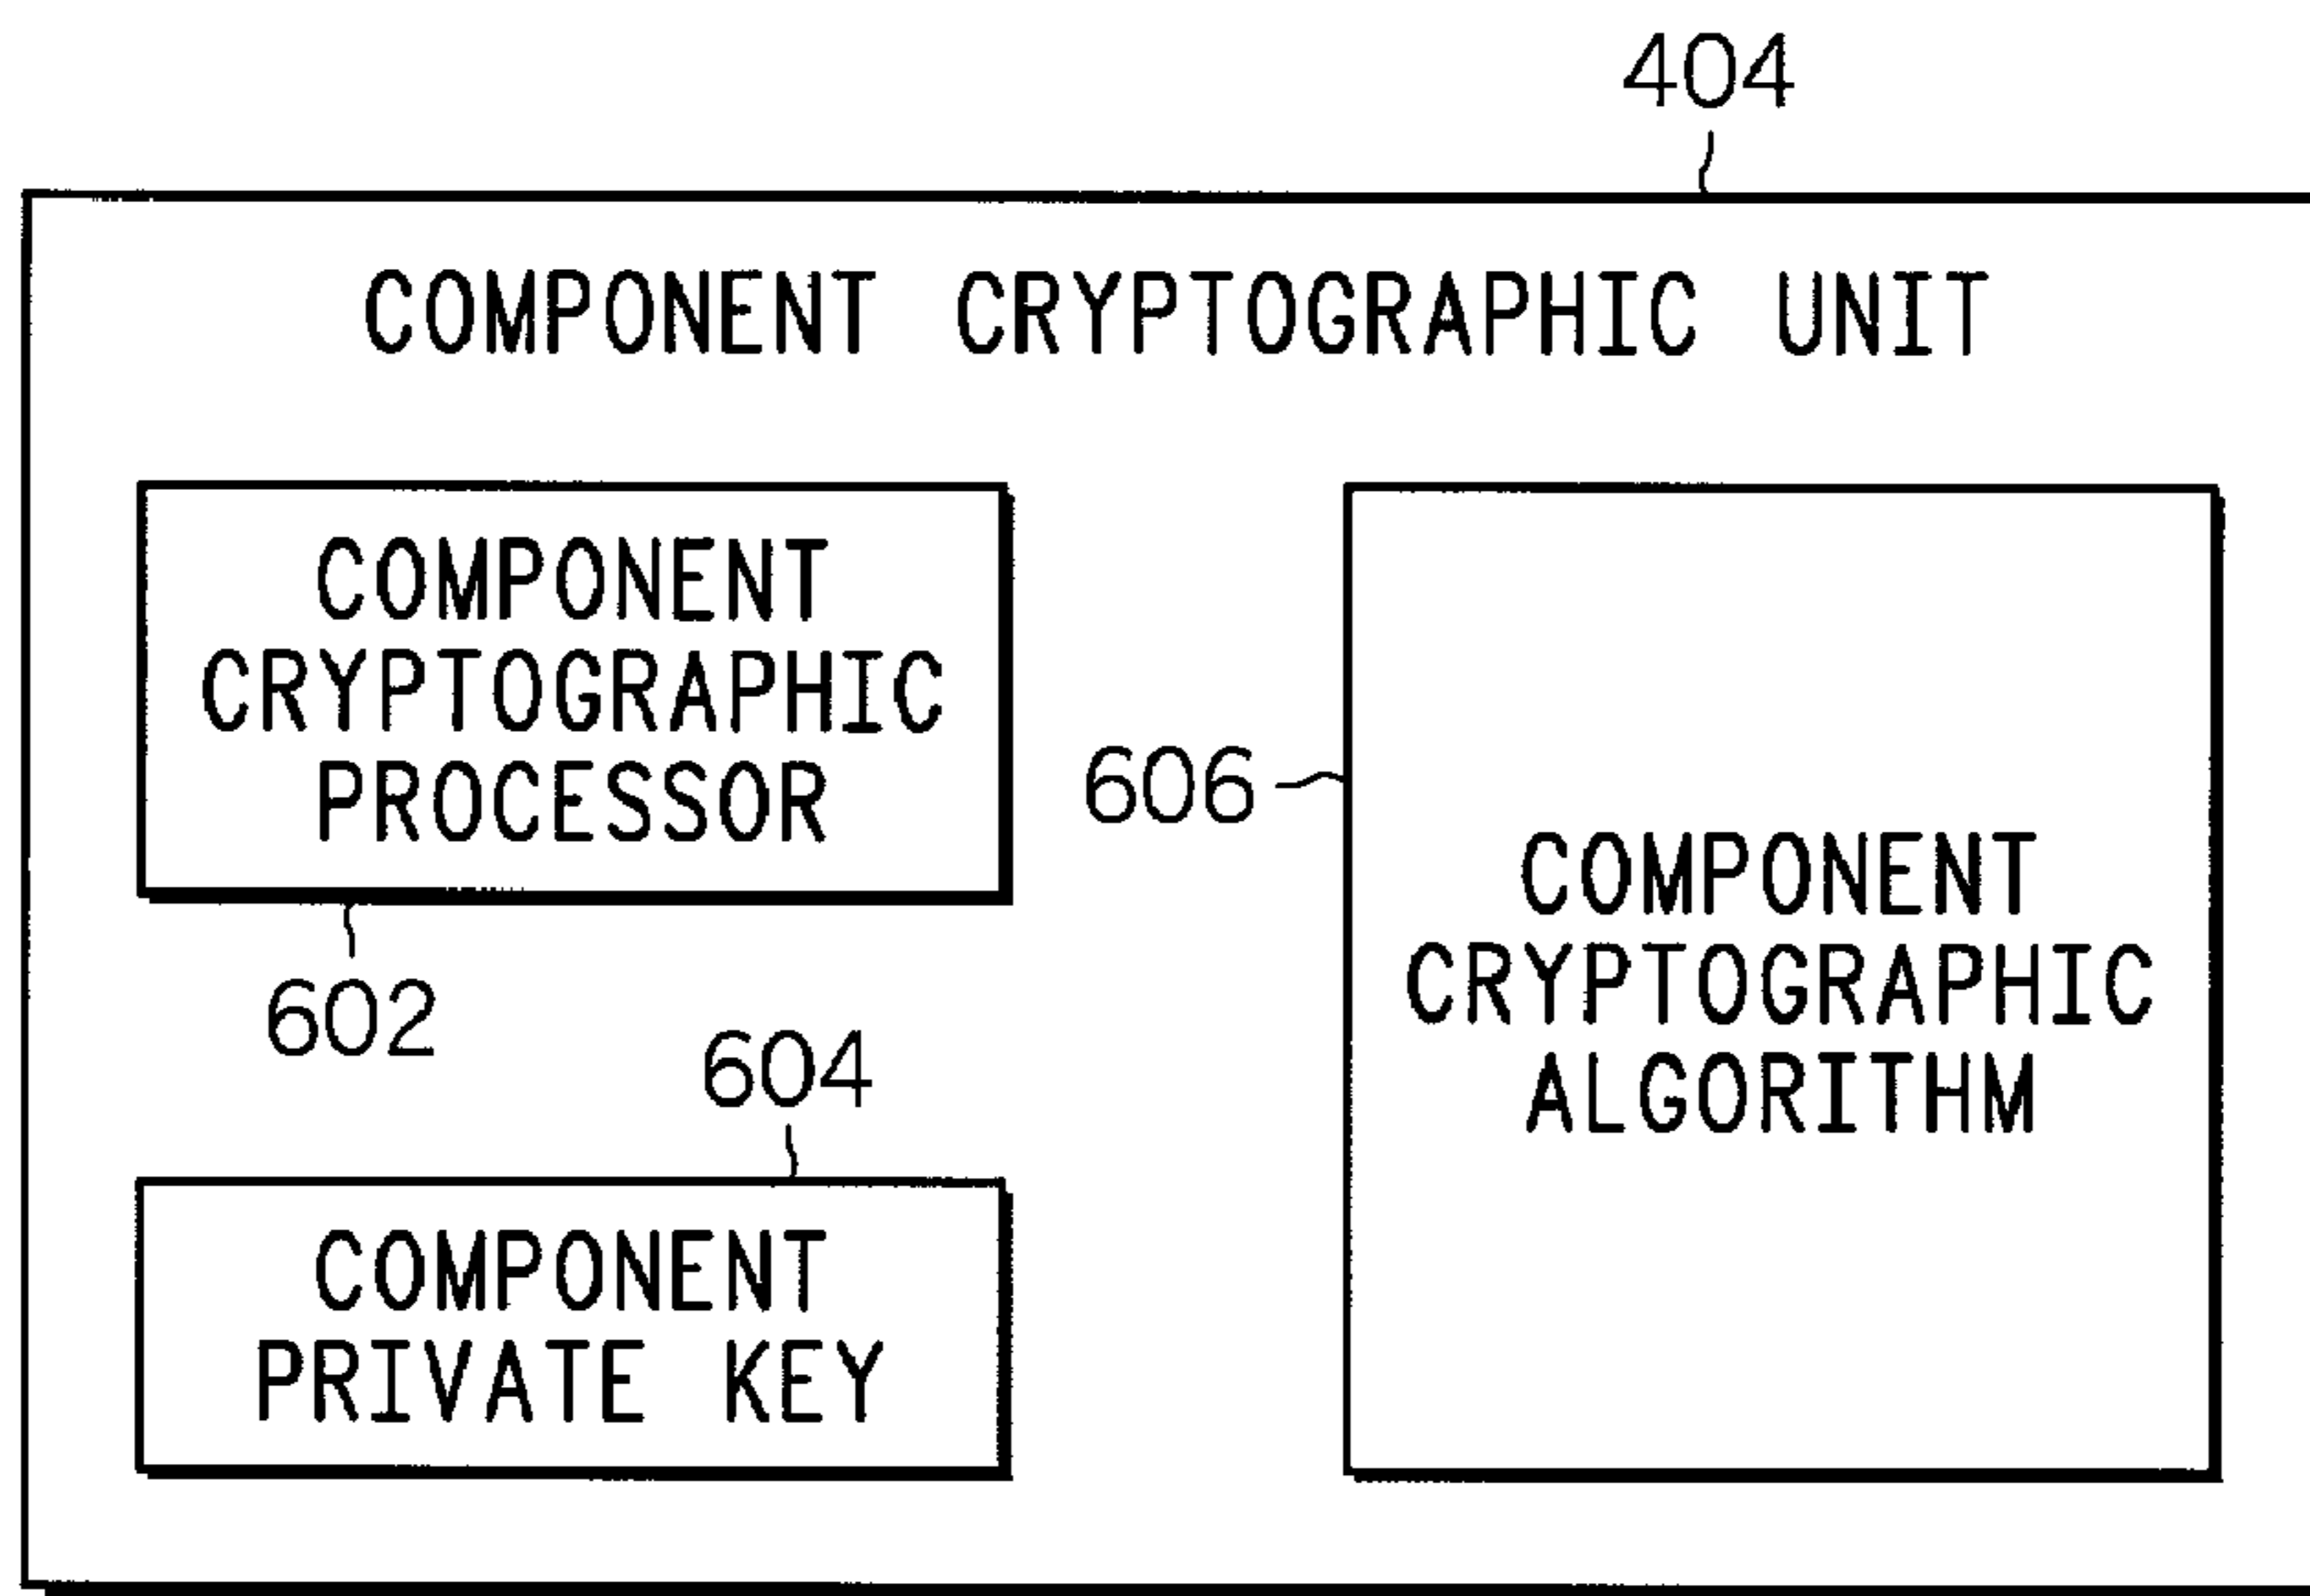 404
COMPONENT CRYPTOGRAPHIC UNIT
COMPONENT
CRYPTOGRAPHIC
PROCESSOR
602
604
COMPONENT
PRIVATE KEY
606
COMPONENT
CRYPTOGRAPHIC
ALGORITHM